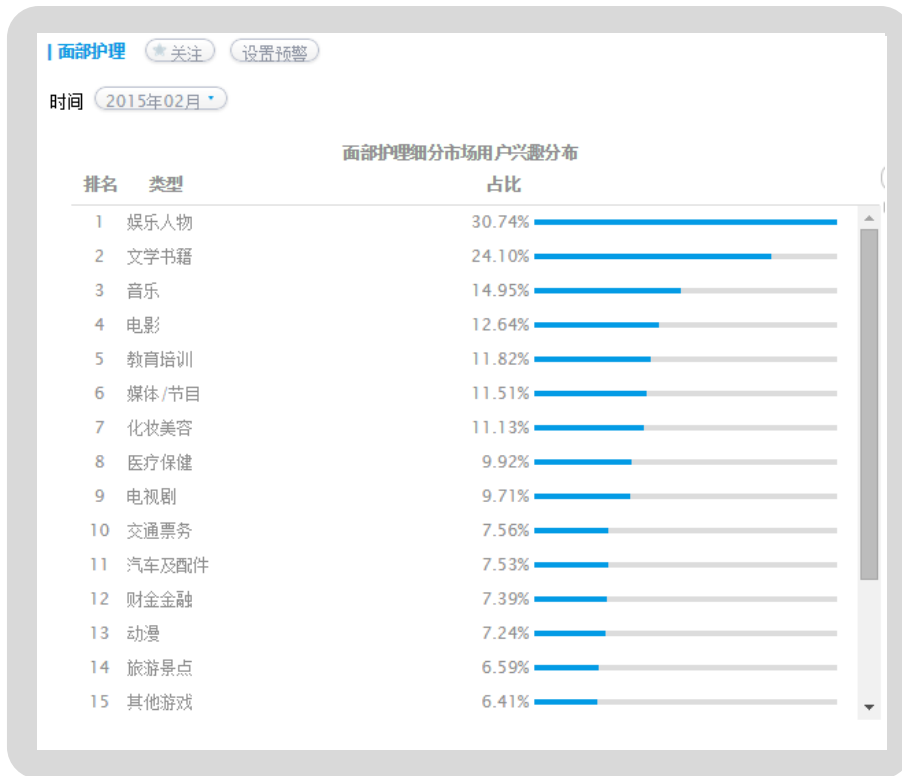 面部护理 关注 设置预警
时间 2015年02月
面部护理细分市场用户兴趣分布
排名 类型 占比
1 娱乐人物 30.74%
2 文学书籍 24.10%
3 音乐 14.95%
4 电影 12.64%
5 教育培训 11.82%
6 媒体/节目 11.51%
7 化妆美容 11.13%
8 医疗保健 9.92%
9 电视剧 9.71%
10 交通票务 7.56%
11 汽车及配件 7.53%
12 财金金融 7.39%
13 动漫 7.24%
14 旅游景点 6.59%
15 其他游戏 6.41%